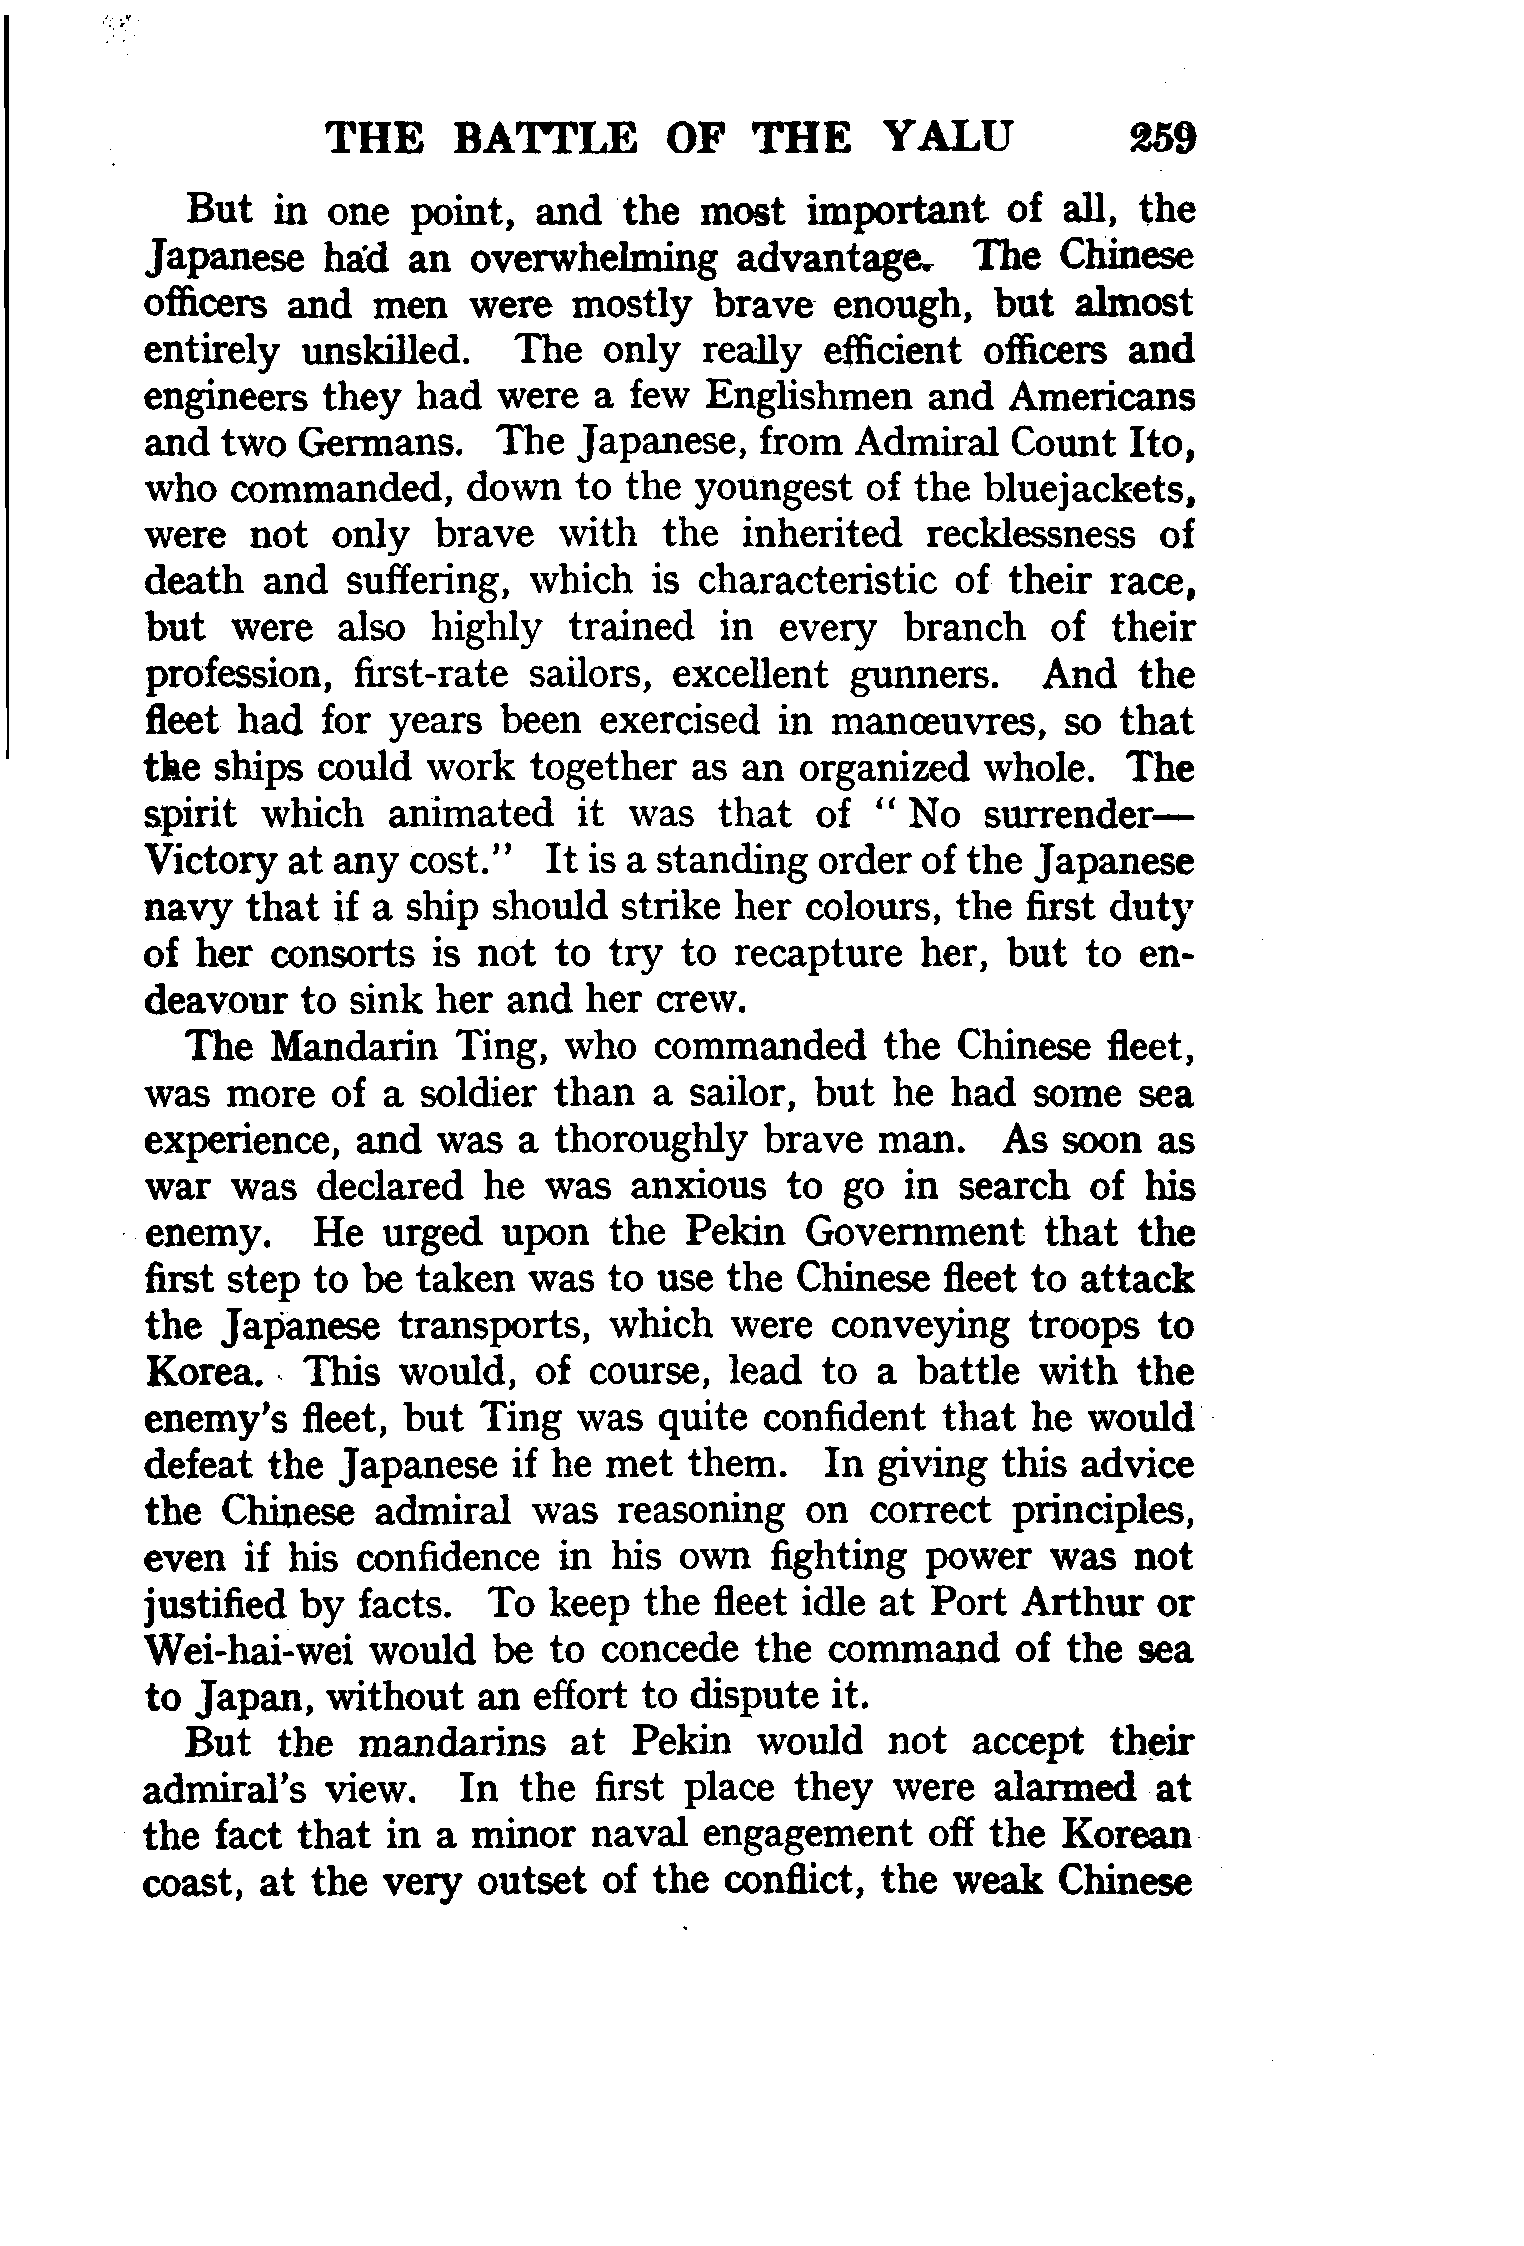 THE BATTLE OF THE YALU 259
But in one point, and the most important of all, the
Japanese had an overwhelming advantage. The Chinese
officers and men were mostly brave enough, but almost
entirely unskilled. The only really efficient officers and
engineers they had were a few Englishmen and Americans
and two Germans. The Japanese, from Admiral Count Ito,
who commanded, down to the youngest of the bluejackets,
were not only brave with the inherited recklessness of
death and suffering, which is characteristic of their race,
but were also highly trained in every branch of their
profession, first-rate sailors, excellent gunners. And the
fleet had for years been exercised in manœuvres, so that
the ships could work together as an organized whole. The
spirit which animated it was that of “No surrender—
Victory at any cost.” It is a standing order of the Japanese
navy that if a ship should strike her colours, the first duty
of her consorts is not to try to recapture her, but to en-
deavour to sink her and her crew.
The Mandarin Ting, who commanded the Chinese fleet,
was more of a soldier than a sailor, but he had some sea
experience, and was a thoroughly brave man. As soon as
war was declared he was anxious to go in search of his
enemy. He urged upon the Pekin Government that the
first step to be taken was to use the Chinese fleet to attack
the Japanese transports, which were conveying troops to
Korea. This would, of course, lead to a battle with the
enemy's fleet, but Ting was quite confident that he would
defeat the Japanese if he met them. In giving this advice
the Chinese admiral was reasoning on correct principles,
even if his confidence in his own fighting power was not
justified by facts. To keep the fleet idle at Port Arthur or
Wei-hai-wei would be to concede the command of the sea
to Japan, without an effort to dispute it.
But the mandarins at Pekin would not accept their
admiral's view. In the first place they were alarmed at
the fact that in a minor naval engagement off the Korean
coast, at the very outset of the conflict, the weak Chinese